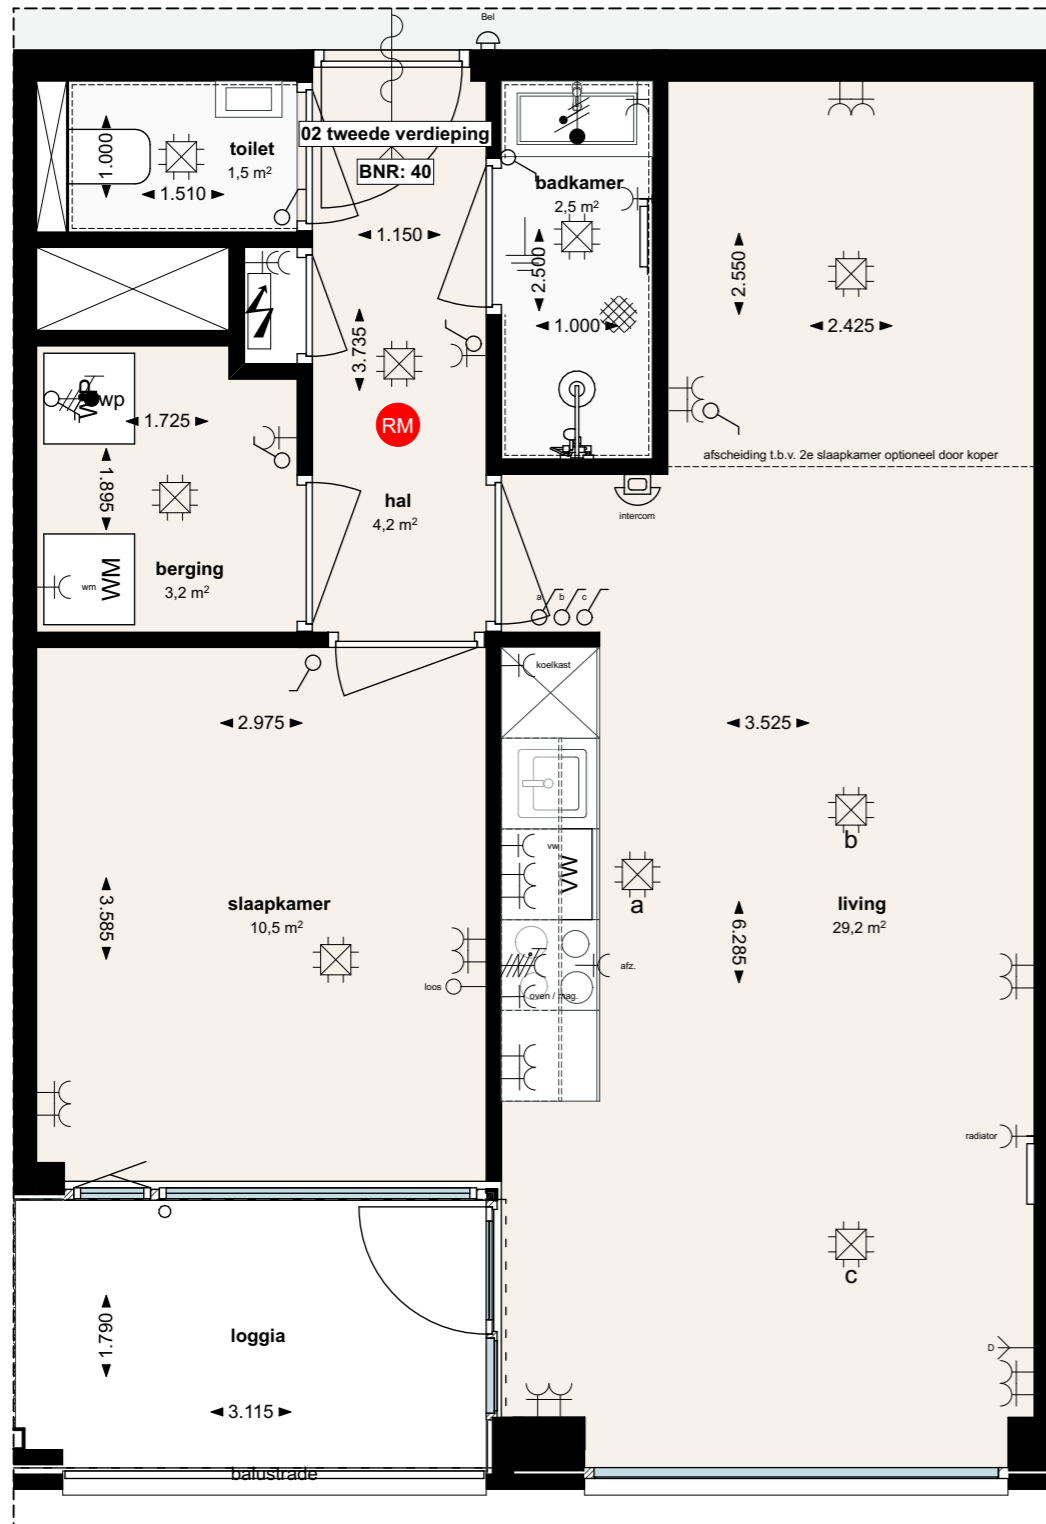 Bel
02 tweede verdieping
BNR: 40
toilet
1,5 m²
1.000
1.510
1.150
badkamer
2,5 m²
2.500
1.000
2.550
2.425
3.735
RM
wp
WP
1.725
1.895
hal
4,2 m²
afscheiding t.b.v. 2e slaapkamer optioneel door koper
intercom
berging
3,2 m²
wm
WM
a b c
koelkast
2.975
3.525
b
vw
VW
a
slaapkamer
10,5 m²
3.585
living
29,2 m²
6.285
afz.
loos
oven / mag.
radiator
c
loggia
1.790
3.115
D
balustrade